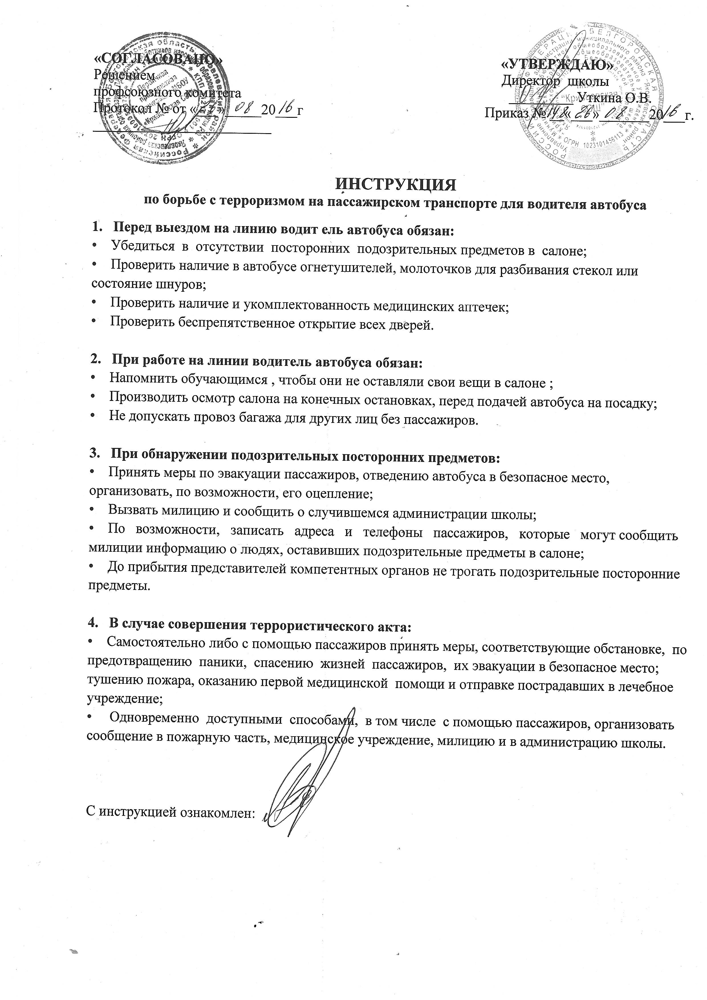 «СОГЛАСОВАНО»
Решением
профсоюзного комитета
Протокол № от « » 08 2016 г
«УТВЕРЖДАЮ»
Директор школы
Уткина О.В.
Приказ № 148 « 26 » 08 2016 г.
ИНСТРУКЦИЯ
по борьбе с терроризмом на пассажирском транспорте для водителя автобуса
1. Перед выездом на линию водит ель автобуса обязан:
• Убедиться в отсутствии посторонних подозрительных предметов в салоне;
• Проверить наличие в автобусе огнетушителей, молоточков для разбивания стекол или
состояние шнуров;
• Проверить наличие и укомплектованность медицинских аптечек;
• Проверить беспрепятственное открытие всех дверей.
2. При работе на линии водитель автобуса обязан:
• Напомнить обучающимся , чтобы они не оставляли свои вещи в салоне ;
• Производить осмотр салона на конечных остановках, перед подачей автобуса на посадку;
• Не допускать провоз багажа для других лиц без пассажиров.
3. При обнаружении подозрительных посторонних предметов:
• Принять меры по эвакуации пассажиров, отведению автобуса в безопасное место,
организовать, по возможности, его оцепление;
• Вызвать милицию и сообщить о случившемся администрации школы;
• По возможности, записать адреса и телефоны пассажиров, которые могут сообщить
милиции информацию о людях, оставивших подозрительные предметы в салоне;
• До прибытия представителей компетентных органов не трогать подозрительные посторонние
предметы.
4. В случае совершения террористического акта:
• Самостоятельно либо с помощью пассажиров принять меры, соответствующие обстановке, по
предотвращению паники, спасению жизней пассажиров, их эвакуации в безопасное место;
тушению пожара, оказанию первой медицинской помощи и отправке пострадавших в лечебное
учреждение;
• Одновременно доступными способами, в том числе с помощью пассажиров, организовать
сообщение в пожарную часть, медицинское учреждение, милицию и в администрацию школы.
С инструкцией ознакомлен: